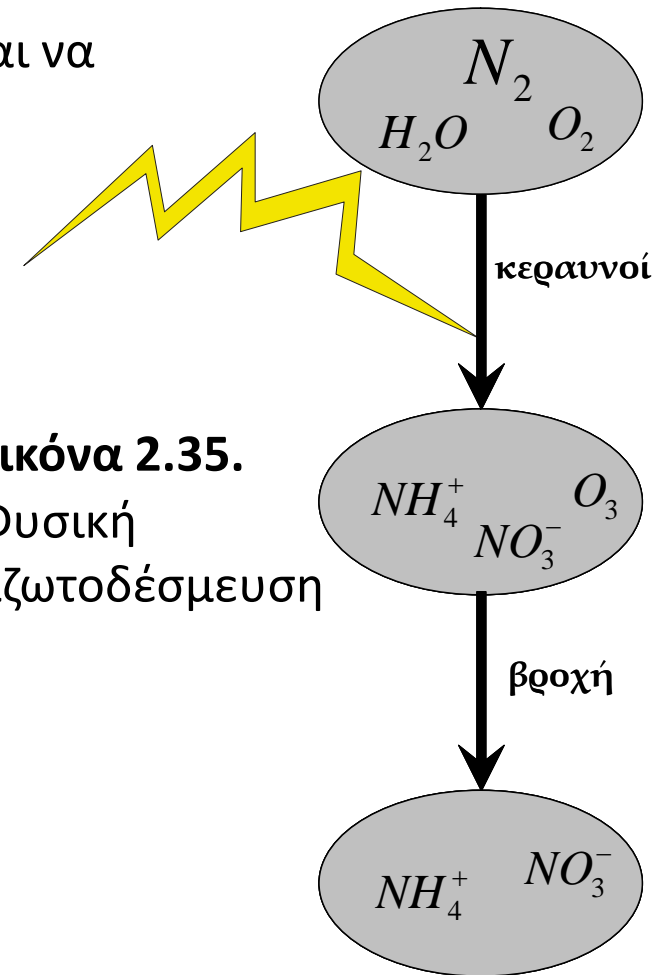 αι να
N₂
H₂O O₂
κεραυνοί
ικόνα 2.35.
Φυσική
αζωτοδέσμευση
NH₄⁺ O₃
NO₃⁻
βροχή
NH₄⁺ NO₃⁻